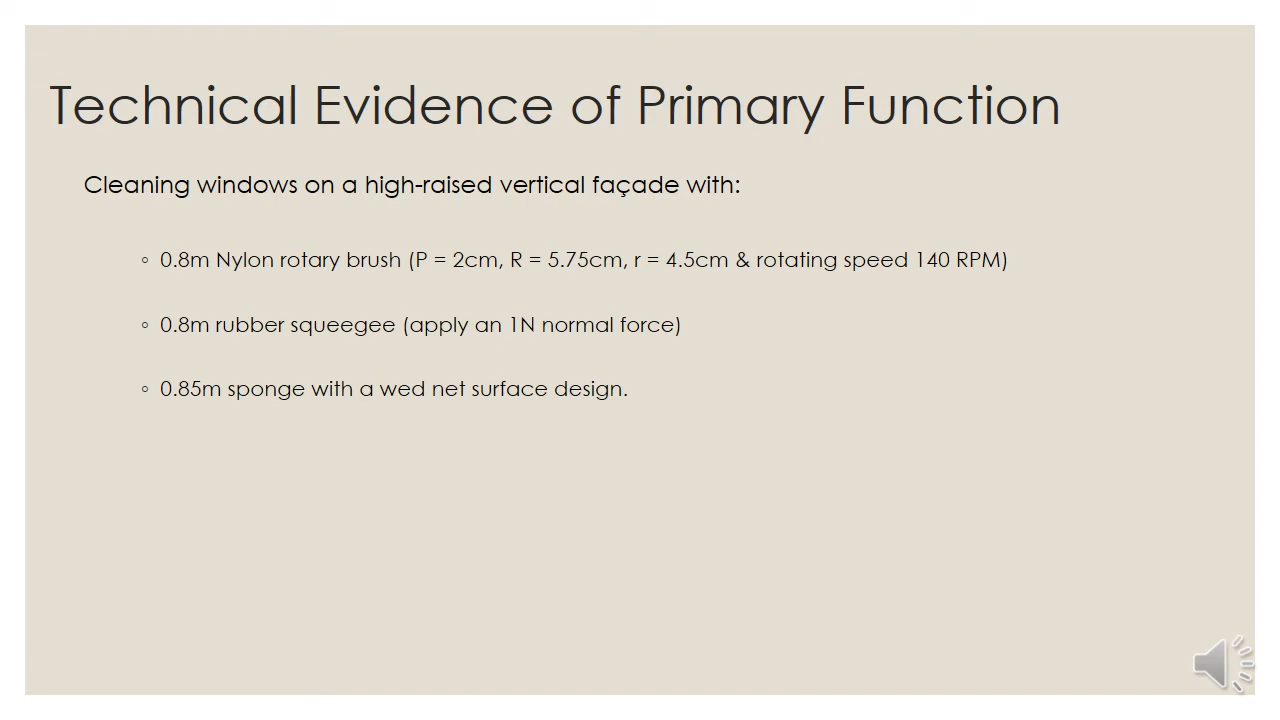 Technical Evidence of Primary Function
Cleaning windows on a high-raised vertical façade with:
◦ 0.8m Nylon rotary brush (P = 2cm, R = 5.75cm, r = 4.5cm & rotating speed 140 RPM)
◦ 0.8m rubber squeegee (apply an 1N normal force)
◦ 0.85m sponge with a wed net surface design.